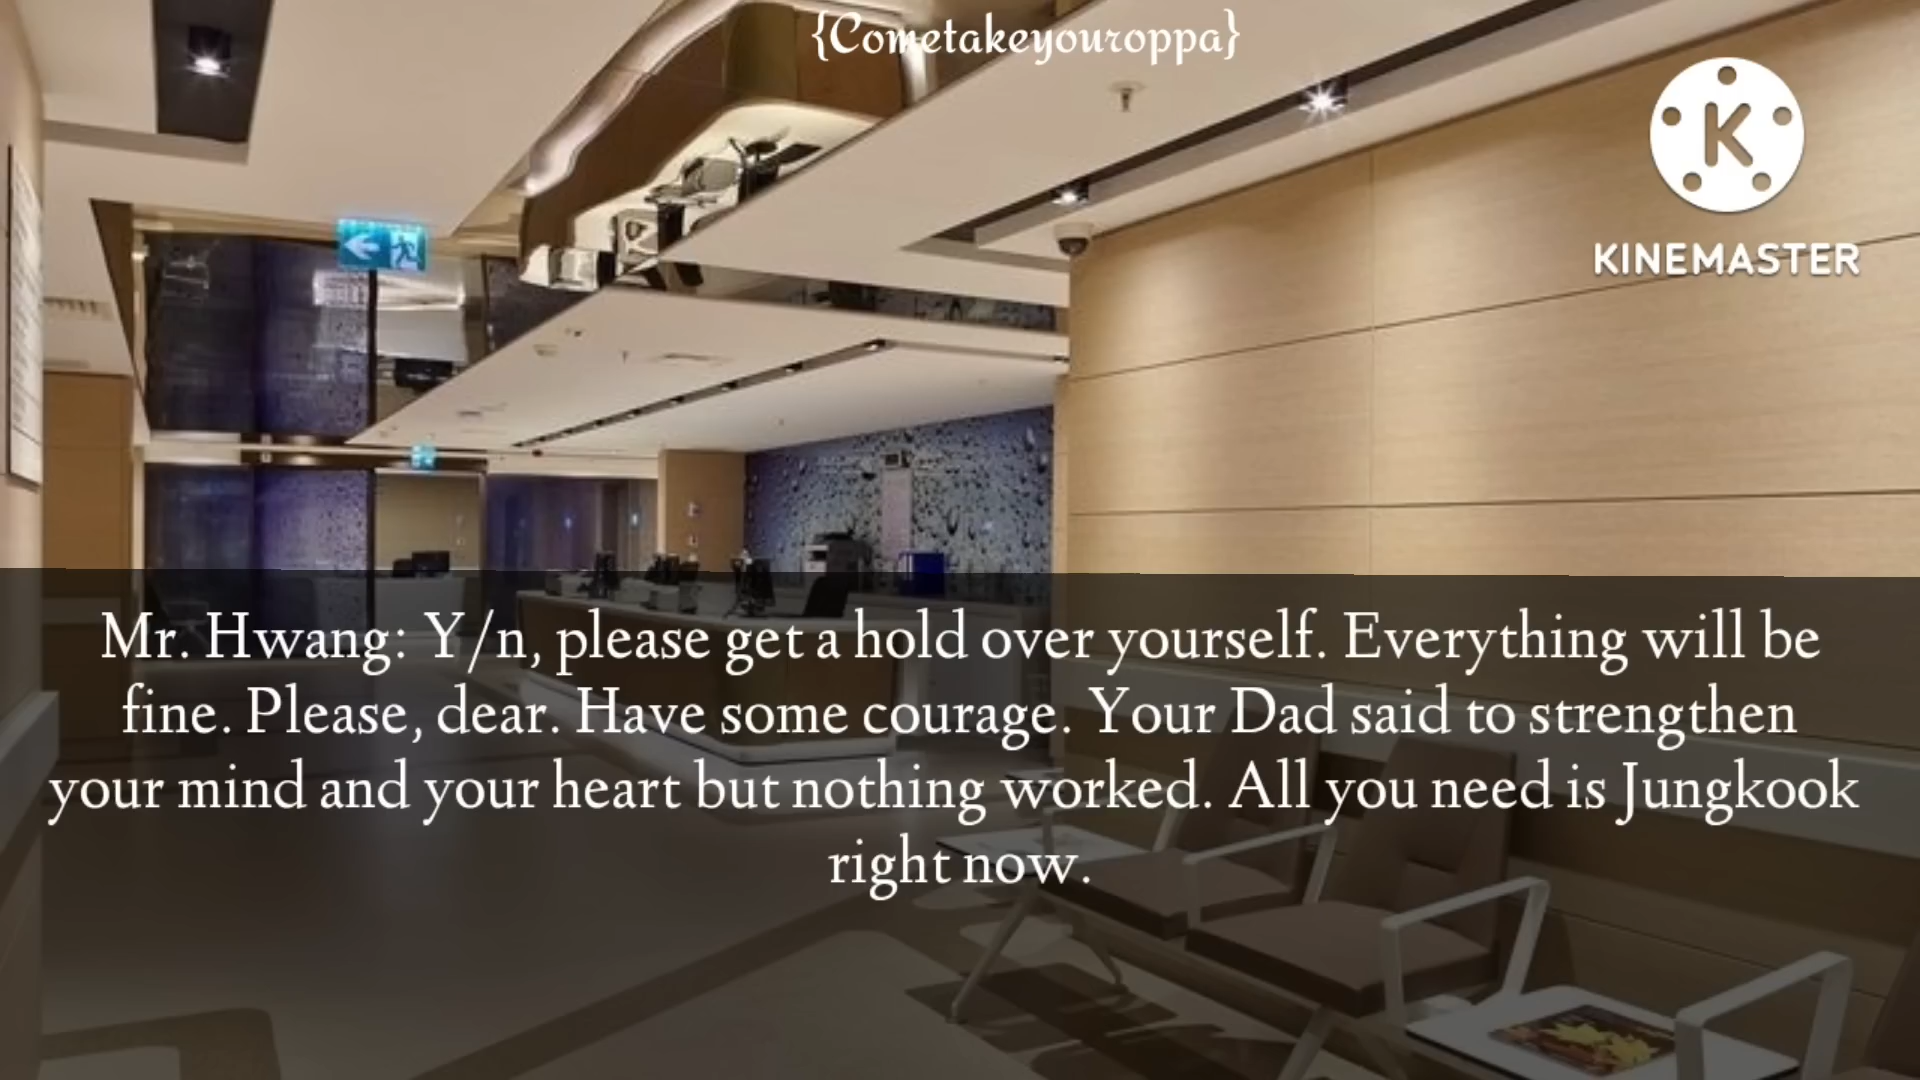 {Cometakeyouroppa}
K
KINEMASTER
Mr. Hwang: Y/n, please get a hold over yourself. Everything will be
fine. Please, dear. Have some courage. Your Dad said to strengthen
your mind and your heart but nothing worked. All you need is Jungkook
right now.